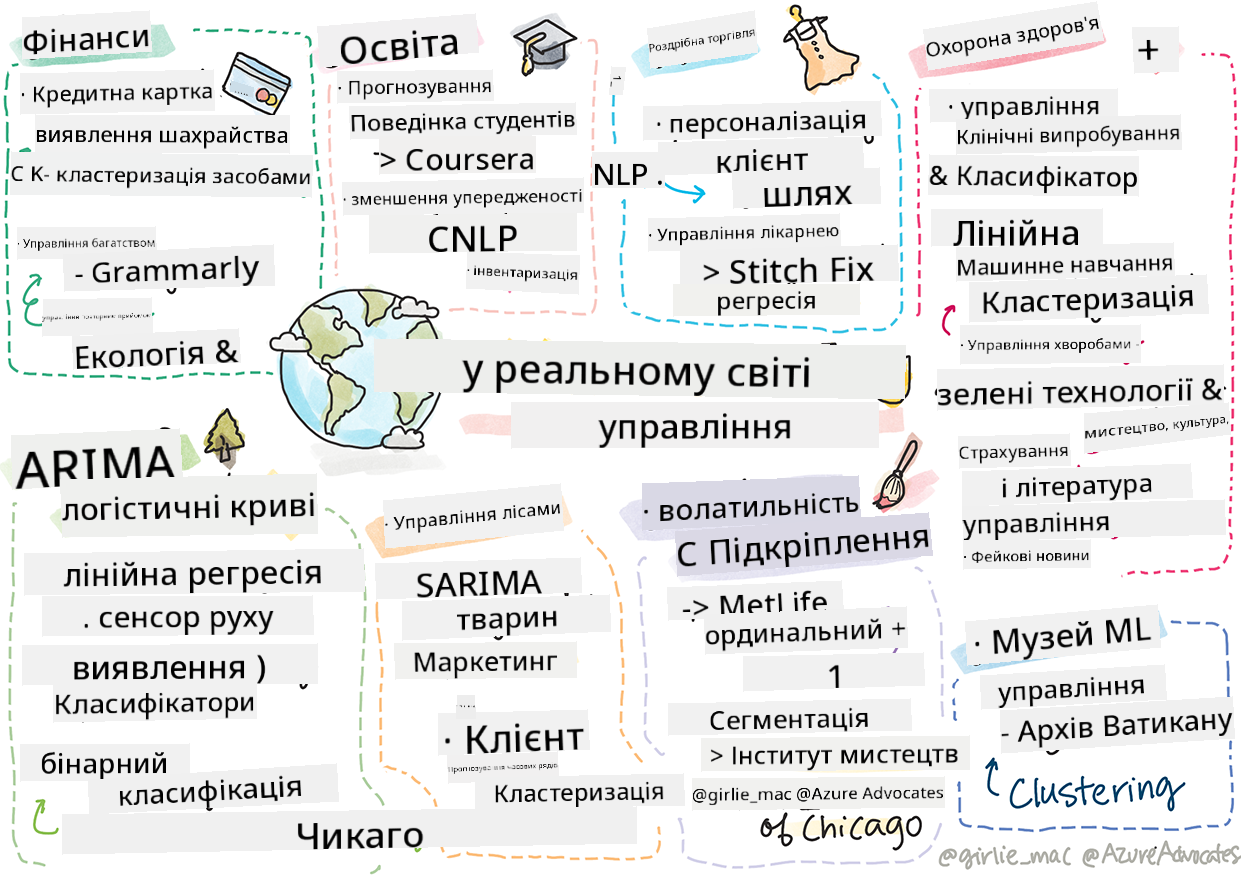 Фінанси
· Кредитна картка
виявлення шахрайства
С K- кластеризація засобами
· Управління багатством
- Grammarly
Екологія &
Освіта
· Прогнозування
Поведінка студентів
> Coursera
· зменшення упередженості
CNLP
· інвентаризація
Роздрібна торгівля
· персоналізація
клієнт
NLP .
шлях
· Управління лікарнею
> Stitch Fix
регресія
Охорона здоров'я
+
· управління
Клінічні випробування
& Класифікатор
Лінійна
Машинне навчання
Кластеризація
· Управління хворобами -
зелені технології &
мистецтво, культура,
Страхування
і література
управління
· Фейкові новини
у реальному світі
управління
ARIMA
логістичні криві
лінійна регресія
. сенсор руху
виявлення )
Класифікатори
бінарний
класифікація
Чикаго
· Управління лісами
SARIMA
тварин
Маркетинг
· Клієнт
Прогнозування часових рядів
Кластеризація
· волатильність
С Підкріплення
-> MetLife
ординальний +
1
Сегментація
> Інститут мистецтв
@girlie_mac @Azure Advocates
of Chicago
· Музей ML
управління
- Архів Ватикану
Clustering
@girlie_mac @AzureAdvocates